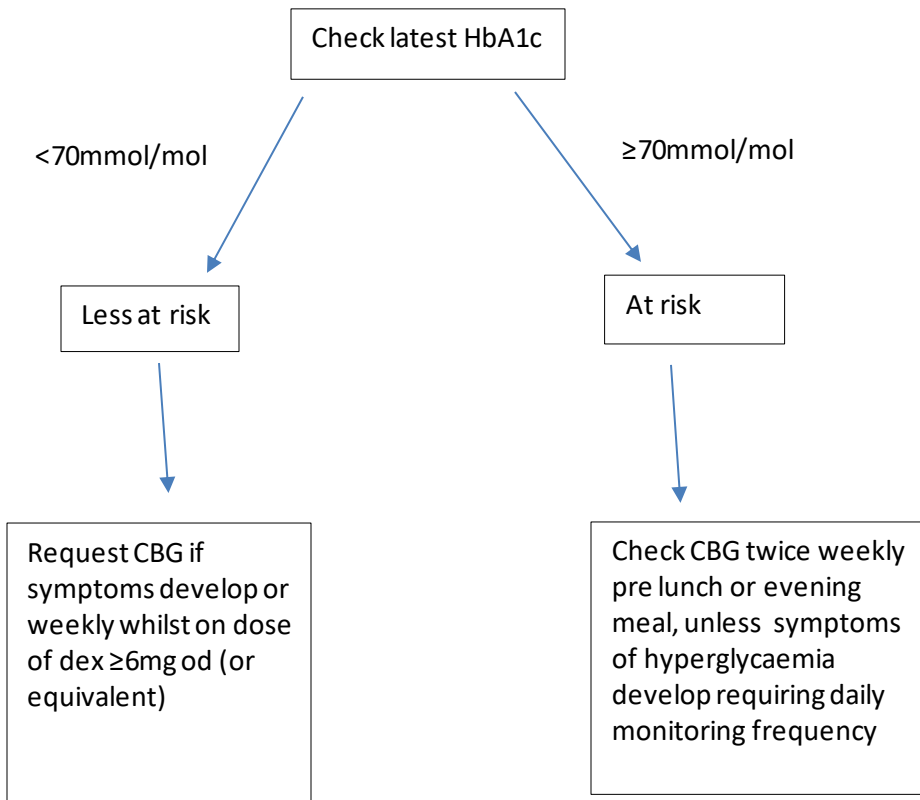 Check latest HbA1c
<70mmol/mol
≥70mmol/mol
Less at risk
At risk
Request CBG if
symptoms develop or
weekly whilst on dose
of dex ≥6mg od (or
equivalent)
Check CBG twice weekly
pre lunch or evening
meal, unless symptoms
of hyperglycaemia
develop requiring daily
monitoring frequency